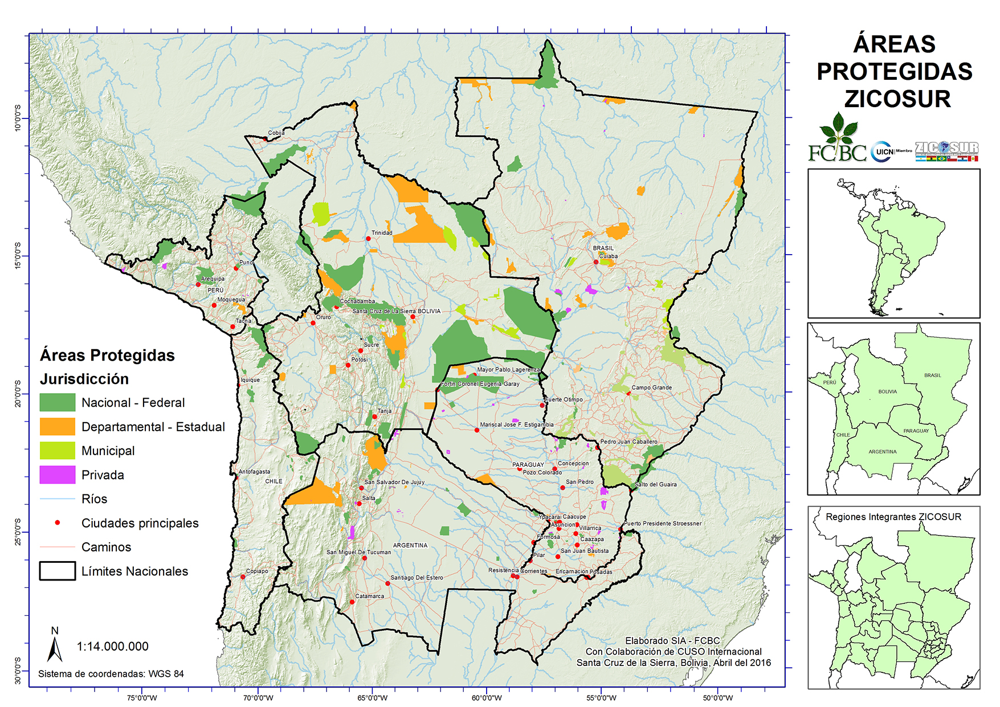 ÁREAS
PROTEGIDAS
ZICOSUR
FCBC
UICN Miembro
ZICOSUR
10°0'0"S
15°0'0"S
20°0'0"S
25°0'0"S
30°0'0"S
75°0'0"W
70°0'0"W
65°0'0"W
60°0'0"W
55°0'0"W
50°0'0"W
Cobija
Trinidad
BRASIL
Cuiaba
Puno
Arequipa
PERÚ
Moquegua
Tacna
Cochabamba
Santa Cruz de La Sierra BOLIVIA
Oruro
Sucre
Potosi
Mayor Pablo Lagerenza
Fortin Coronel Eugenia Garay
Iquique
Campo Grande
Fuerte Olimpo
Tarija
Mariscal Jose F. Estigamibia
Pedro Juan Caballero
Antofagasta
CHILE
PARAGUAY
Concepcion
Pozo Colorado
San Pedro
San Salvador De Jujuy
Salto del Guaira
Salta
Ypacarai Caacupe
Asuncion
Villarrica
Puerto Presidente Stroessner
Formosa
Caazapa
ARGENTINA
San Miguel De Tucuman
Pilar
San Juan Bautista
Copiapo
Resistencia Corrientes
Encarnacion Posadas
Santiago Del Estero
Catamarca
Áreas Protegidas
Jurisdicción
Nacional - Federal
Departamental - Estadual
Municipal
Privada
Ríos
Ciudades principales
Caminos
Límites Nacionales
N
1:14.000.000
Sistema de coordenadas: WGS 84
Elaborado SIA - FCBC
Con Colaboración de CUSO Internacional
Santa Cruz de la Sierra, Bolivia, Abril del 2016
PERÚ
BRASIL
BOLIVIA
CHILE
PARAGUAY
ARGENTINA
Regiones Integrantes ZICOSUR